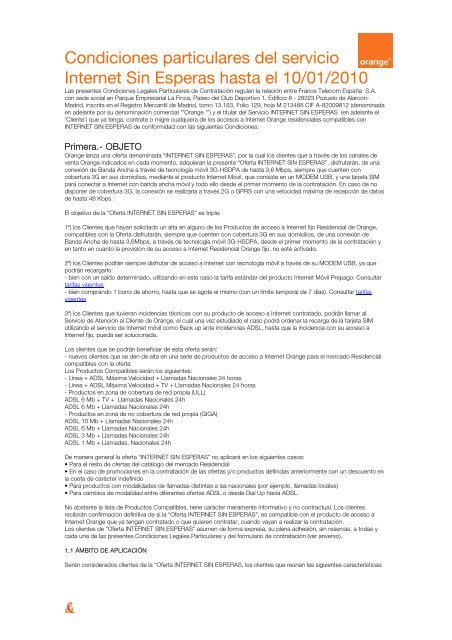 Condiciones particulares del servicio
Internet Sin Esperas hasta el 10/01/2010
orange™
Las presentes Condiciones Legales Particulares de Contratación regulan la relación entre France Telecom España S.A.
con sede social en Parque Empresarial La Finca, Paseo del Club Deportivo 1, Edificio 8 - 28223 Pozuelo de Alarcón-
Madrid, inscrita en el Registro Mercantil de Madrid, tomo 13.183, Folio 129, hoja M 213468 CIF A-82009812 (denominada
en adelante por su denominación comercial "Orange") y el titular del Servicio INTERNET SIN ESPERAS (en adelante el
"Cliente") que ya tenga, contrate o migre cualquiera de los accesos a Internet Orange residenciales compatibles con
INTERNET SIN ESPERAS de conformidad con las siguientes Condiciones:
Primera.- OBJETO
Orange lanza una oferta denominada "INTERNET SIN ESPERAS", por la cual los clientes que a través de los canales de
venta Orange indicados en cada momento, adquieran la presente "Oferta INTERNET SIN ESPERAS", disfrutarán, de una
conexión de Banda Ancha a través de tecnología móvil 3G-HSDPA de hasta 3,6 Mbps, siempre que cuenten con
cobertura 3G en sus domicilios, mediante el producto Internet Móvil, que consiste en un MODEM USB, y una tarjeta SIM
para conectar a Internet con banda ancha móvil y todo ello desde el primer momento de la contratación. En caso de no
disponer de cobertura 3G, la conexión se realizaría a través 2G o GPRS con una velocidad máxima de recepción de datos
de hasta 48 Kbps.
El objetivo de la "Oferta INTERNET SIN ESPERAS" es triple:
1º) los Clientes que hayan solicitado un alta en alguno de los Productos de acceso a Internet fijo Residencial de Orange,
compatibles con la Oferta disfrutarán, siempre que cuenten con cobertura 3G en sus domicilios, de una conexión de
Banda Ancha de hasta 3,6Mbps, a través de tecnología móvil 3G-HSDPA, desde el primer momento de la contratación y
en tanto en cuanto la provisión de su acceso a Internet Residencial Orange fijo, no esté activado.
2º) los Clientes podrán siempre disfrutar de acceso a internet con tecnología móvil a través de su MODEM USB, ya que
podrán recargarlo:
- bien con un saldo determinado, utilizando en este caso la tarifa estándar del producto Internet Móvil Prepago: Consultar
tarifas vigentes
- bien comprando 1 bono de ahorro, hasta que se agote el mismo (con un límite temporal de 7 días). Consultar tarifas
vigentes
3º) los Clientes que tuvieran incidencias técnicas con su producto de acceso a Internet contratado, podrán llamar al
Servicio de Atención al Cliente de Orange, el cual una vez estudiado el caso podrá ordenar la recarga de la tarjeta SIM
utilizando el servicio de Internet móvil como Back up ante incidencias ADSL, hasta que la incidencia con su acceso a
Internet fijo, pueda ser solucionada.
Los clientes que se podrán beneficiar de esta oferta serán:
- nuevos clientes que se den de alta en una serie de productos de acceso a Internet Orange para el mercado Residencial
compatibles con la oferta
Los Productos Compatibles serán los siguientes:
- Línea + ADSL Máxima Velocidad + Llamadas Nacionales 24 horas
- Línea + ADSL Máxima Velocidad + TV + Llamadas Nacionales 24 horas
- Productos en zona de cobertura de red propia (ULL)
ADSL 6 Mb + TV + Llamadas Nacionales 24h
ADSL 6 Mb + Llamadas Nacionales 24h
- Productos en zona de no cobertura de red propia (GIGA)
ADSL 10 Mb + Llamadas Nacionales 24h
ADSL 6 Mb + Llamadas Nacionales 24h
ADSL 3 Mb + Llamadas Nacionales 24h
ADSL 1 Mb + Llamadas. Nacionales 24h
De manera general la oferta "INTERNET SIN ESPERAS" no aplicará en los siguientes casos:
• Para el resto de ofertas del catálogo del mercado Residencial
• En el caso de promociones en la contratación de las ofertas y/o productos definidas anteriormente con un descuento en
la cuota de carácter indefinido
• Para productos con modalidades de llamadas distintas a las nacionales (por ejemplo, llamadas locales)
• Para cambios de modalidad entre diferentes ofertas ADSL o desde Dial Up hacia ADSL.
No obstante la lista de Productos Compatibles, tiene carácter meramente informativo y no contractual. Los clientes
recibirán confirmación definitiva de si la "Oferta INTERNET SIN ESPERAS", es compatible con el producto de acceso a
Internet Orange que ya tengan contratado o que quieren contratar, cuando vayan a realizar la contratación.
Los clientes de "Oferta INTERNET SIN ESPERAS" asumen de forma expresa, su plena adhesión, sin reservas, a todas y
cada una de las presentes Condiciones Legales Particulares y del formulario de contratación (ver anverso).
1.1 ÁMBITO DE APLICACIÓN
Serán considerados clientes de la "Oferta INTERNET SIN ESPERAS, los clientes que reúnan las siguientes características:
&